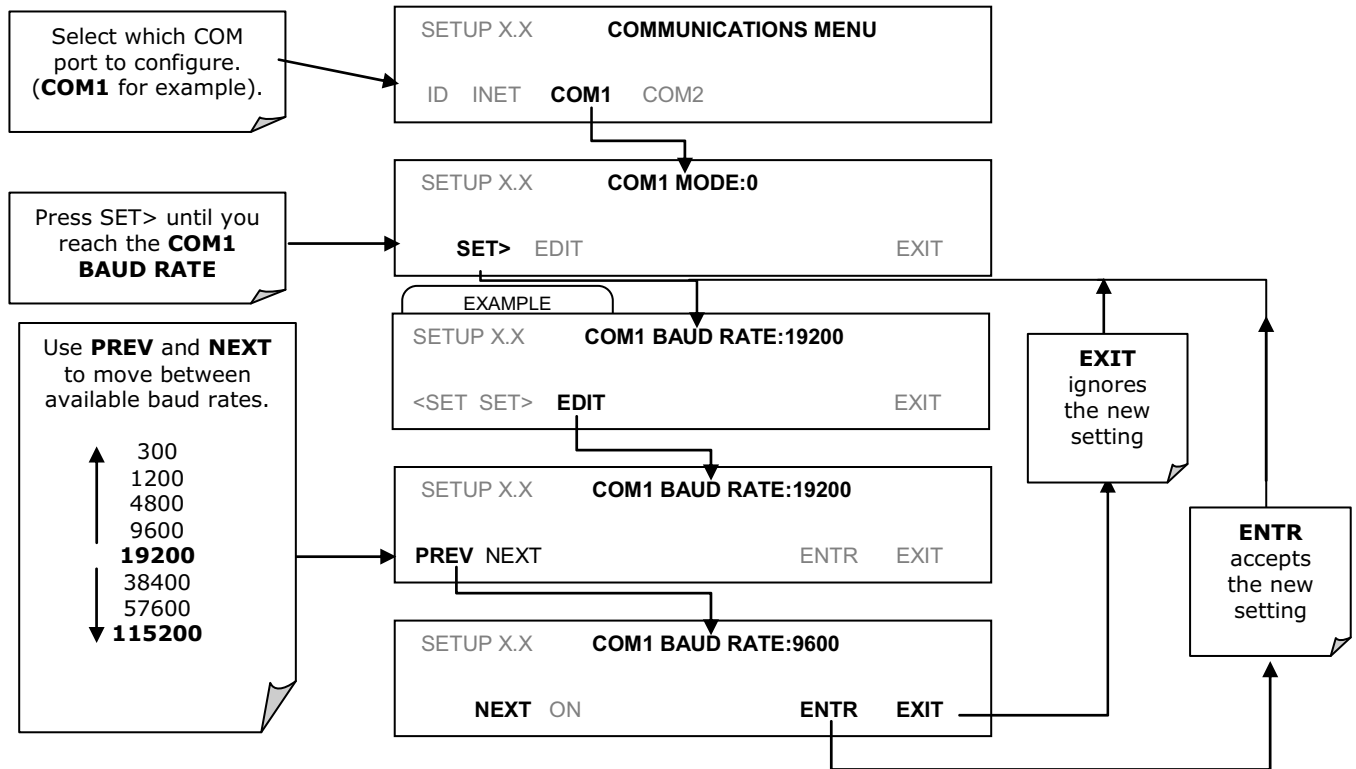 Select which COM
port to configure.
(COM1 for example).
SETUP X.X COMMUNICATIONS MENU
ID INET COM1 COM2
Press SET> until you
reach the COM1
BAUD RATE
SETUP X.X COM1 MODE:0
SET> EDIT EXIT
EXAMPLE
SETUP X.X COM1 BAUD RATE:19200
<SET SET> EDIT EXIT
Use PREV and NEXT
to move between
available baud rates.
300
1200
4800
9600
19200
38400
57600
115200
SETUP X.X COM1 BAUD RATE:19200
PREV NEXT ENTR EXIT
SETUP X.X COM1 BAUD RATE:9600
NEXT ON ENTR EXIT
EXIT
ignores
the new
setting
ENTR
accepts
the new
setting